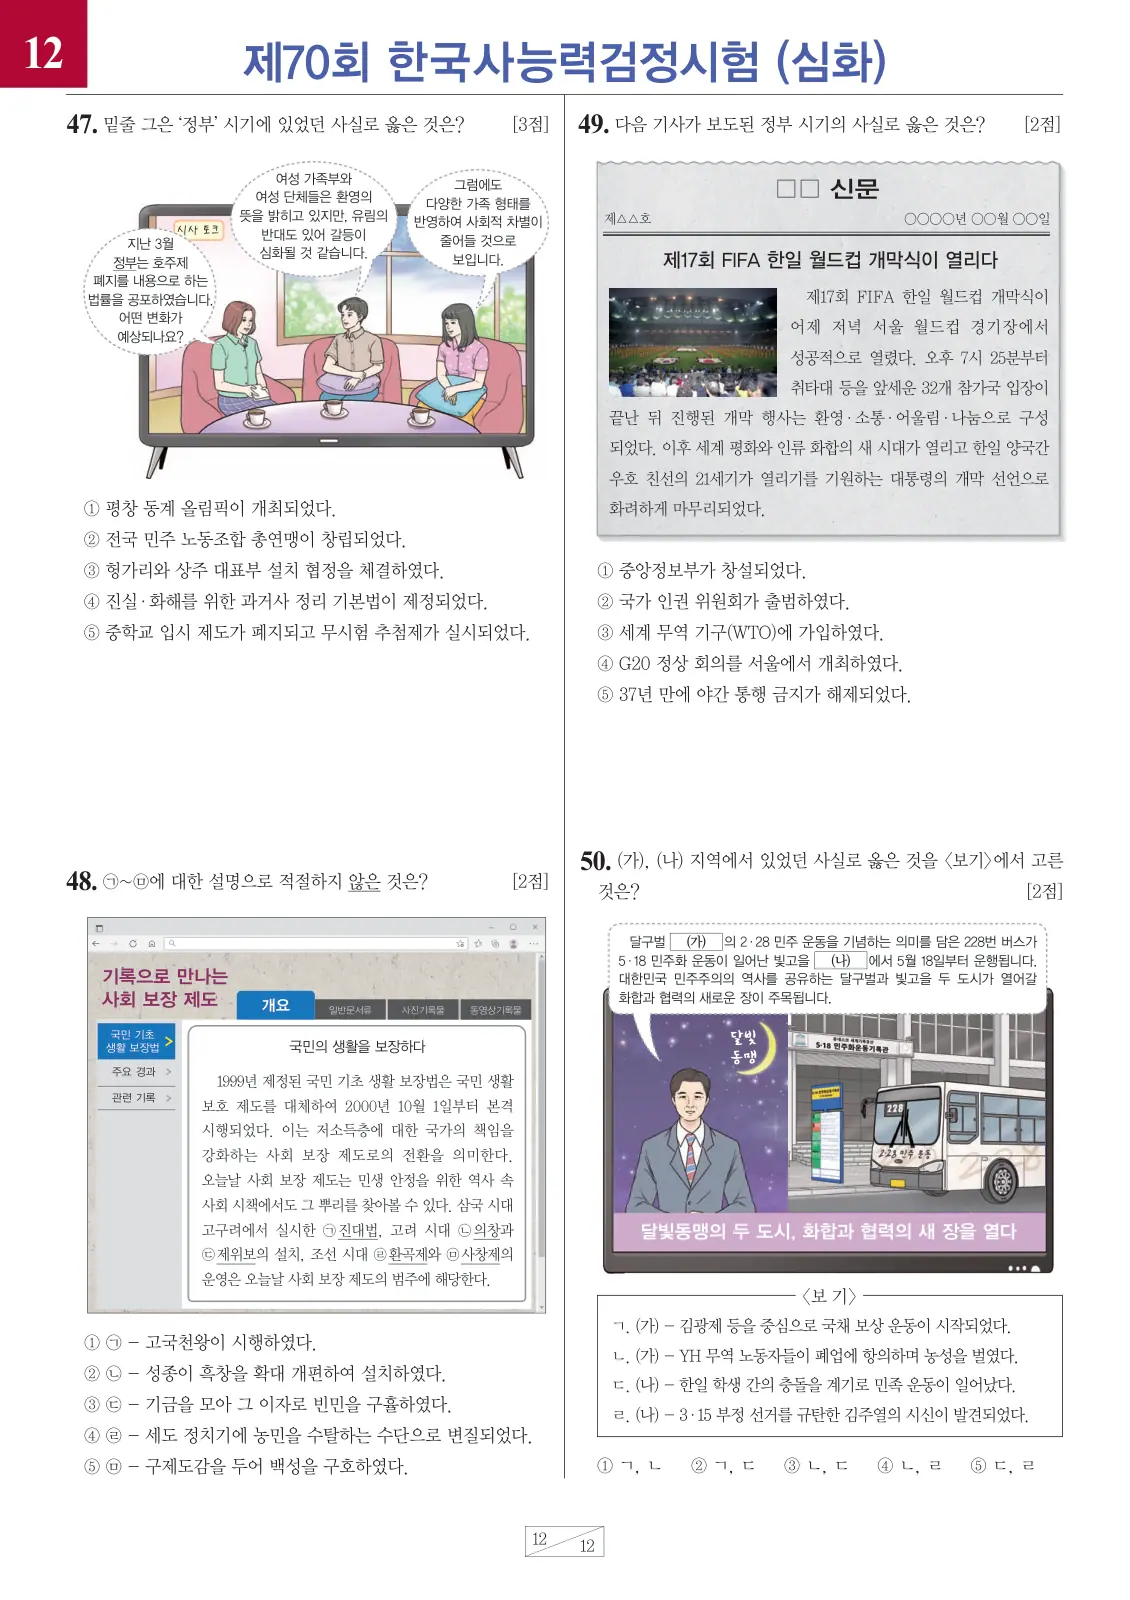 12
제70회 한국사능력검정시험 (심화)
47. 밑줄 그은 ‘정부’ 시기에 있었던 사실로 옳은 것은? [3점]
시사 토크
지난 3월
정부는 호주제
폐지를 내용으로 하는
법률을 공포하였습니다.
어떤 변화가
예상되나요?
여성 가족부와
여성 단체들은 환영의
뜻을 밝히고 있지만, 유림의
반대도 있어 갈등이
심화될 것 같습니다.
그럼에도
다양한 가족 형태를
반영하여 사회적 차별이
줄어들 것으로
보입니다.
① 평창 동계 올림픽이 개최되었다.
② 전국 민주 노동조합 총연맹이 창립되었다.
③ 헝가리와 상주 대표부 설치 협정을 체결하였다.
④ 진실·화해를 위한 과거사 정리 기본법이 제정되었다.
⑤ 중학교 입시 제도가 폐지되고 무시험 추첨제가 실시되었다.
48. ㉠~㉤에 대한 설명으로 적절하지 않은 것은? [2점]
기록으로 만나는
사회 보장 제도
개요 일반문서류 사진기록물 동영상기록물
국민 기초
생활 보장법 >
주요 경과 >
관련 기록 >
국민의 생활을 보장하다
1999년 제정된 국민 기초 생활 보장법은 국민 생활
보호 제도를 대체하여 2000년 10월 1일부터 본격
시행되었다. 이는 저소득층에 대한 국가의 책임을
강화하는 사회 보장 제도로의 전환을 의미한다.
오늘날 사회 보장 제도는 민생 안정을 위한 역사 속
사회 시책에서도 그 뿌리를 찾아볼 수 있다. 삼국 시대
고구려에서 실시한 ㉠진대법, 고려 시대 ㉡의창과
㉢제위보의 설치, 조선 시대 ㉣환곡제와 ㉤사창제의
운영은 오늘날 사회 보장 제도의 범주에 해당한다.
① ㉠ – 고국천왕이 시행하였다.
② ㉡ – 성종이 흑창을 확대 개편하여 설치하였다.
③ ㉢ – 기금을 모아 그 이자로 빈민을 구휼하였다.
④ ㉣ – 세도 정치기에 농민을 수탈하는 수단으로 변질되었다.
⑤ ㉤ – 구제도감을 두어 백성을 구호하였다.
49. 다음 기사가 보도된 정부 시기의 사실로 옳은 것은? [2점]
□□ 신문
제△△호 ○○○○년 ○○월 ○○일
제17회 FIFA 한일 월드컵 개막식이 열리다
제17회 FIFA 한일 월드컵 개막식이
어제 저녁 서울 월드컵 경기장에서
성공적으로 열렸다. 오후 7시 25분부터
취타대 등을 앞세운 32개 참가국 입장이
끝난 뒤 진행된 개막 행사는 환영·소통·어울림·나눔으로 구성
되었다. 이후 세계 평화와 인류 화합의 새 시대가 열리고 한일 양국간
우호 친선의 21세기가 열리기를 기원하는 대통령의 개막 선언으로
화려하게 마무리되었다.
① 중앙정보부가 창설되었다.
② 국가 인권 위원회가 출범하였다.
③ 세계 무역 기구(WTO)에 가입하였다.
④ G20 정상 회의를 서울에서 개최하였다.
⑤ 37년 만에 야간 통행 금지가 해제되었다.
50. (가), (나) 지역에서 있었던 사실로 옳은 것을 <보기>에서 고른
것은? [2점]
달구벌 (가) 의 2·28 민주 운동을 기념하는 의미를 담은 228번 버스가
5·18 민주화 운동이 일어난 빛고을 (나) 에서 5월 18일부터 운행됩니다.
대한민국 민주주의의 역사를 공유하는 달구벌과 빛고을 두 도시가 열어갈
화합과 협력의 새로운 장이 주목됩니다.
달빛
동맹
5·18 민주화운동기록관
228
2·28 민주 운동
228
달빛동맹의 두 도시, 화합과 협력의 새 장을 열다
<보 기>
ㄱ. (가) – 김광제 등을 중심으로 국채 보상 운동이 시작되었다.
ㄴ. (가) – YH 무역 노동자들이 폐업에 항의하며 농성을 벌였다.
ㄷ. (나) – 한일 학생 간의 충돌을 계기로 민족 운동이 일어났다.
ㄹ. (나) – 3·15 부정 선거를 규탄한 김주열의 시신이 발견되었다.
① ㄱ, ㄴ ② ㄱ, ㄷ ③ ㄴ, ㄷ ④ ㄴ, ㄹ ⑤ ㄷ, ㄹ
12 12